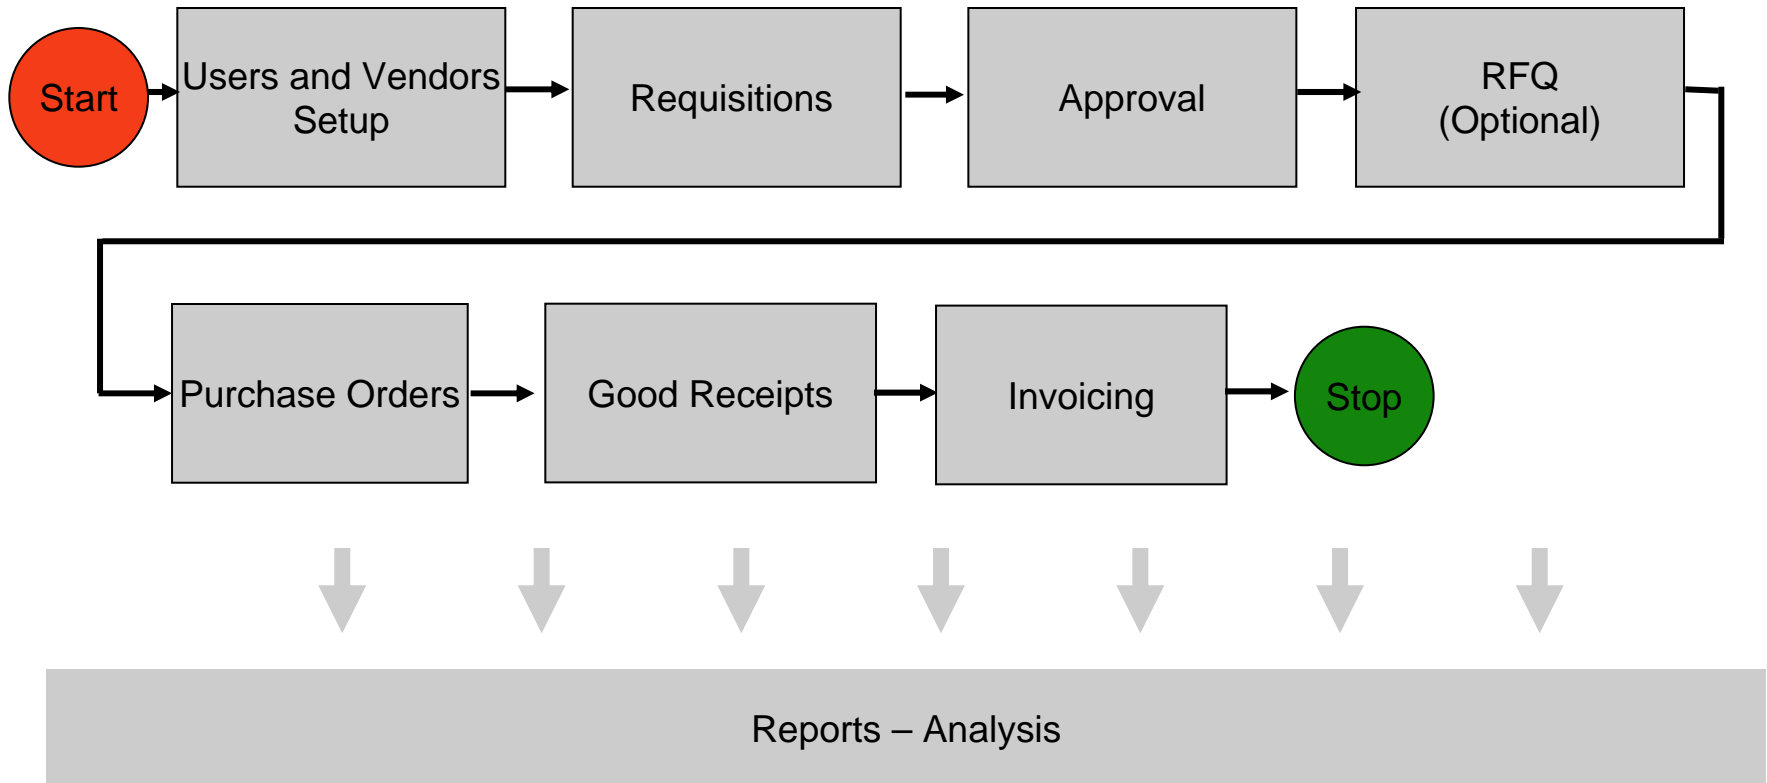 Start
Users and Vendors
Setup
Requisitions
Approval
RFQ
(Optional)
Purchase Orders
Good Receipts
Invoicing
Stop
Reports – Analysis